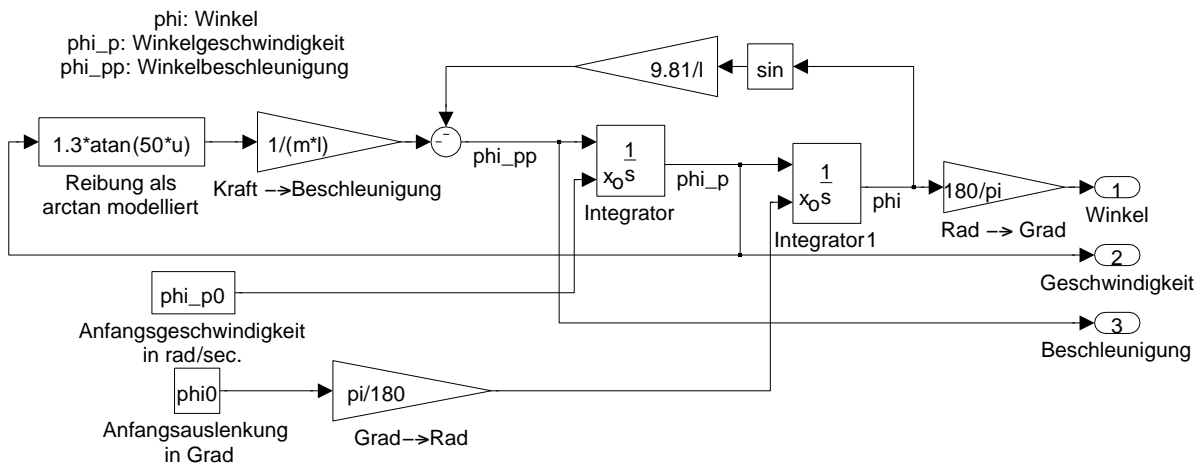 phi: Winkel
phi_p: Winkelgeschwindigkeit
phi_pp: Winkelbeschleunigung
9.81/l
sin
1.3*atan(50*u)
Reibung als
arctan modelliert
1/(m*l)
Kraft −>Beschleunigung
−
−
phi_pp
1
s
xo
Integrator
phi_p
1
s
xo
Integrator1
phi
180/pi
Rad −> Grad
1
Winkel
2
Geschwindigkeit
3
Beschleunigung
phi_p0
Anfangsgeschwindigkeit
in rad/sec.
phi0
Anfangsauslenkung
in Grad
pi/180
Grad−>Rad